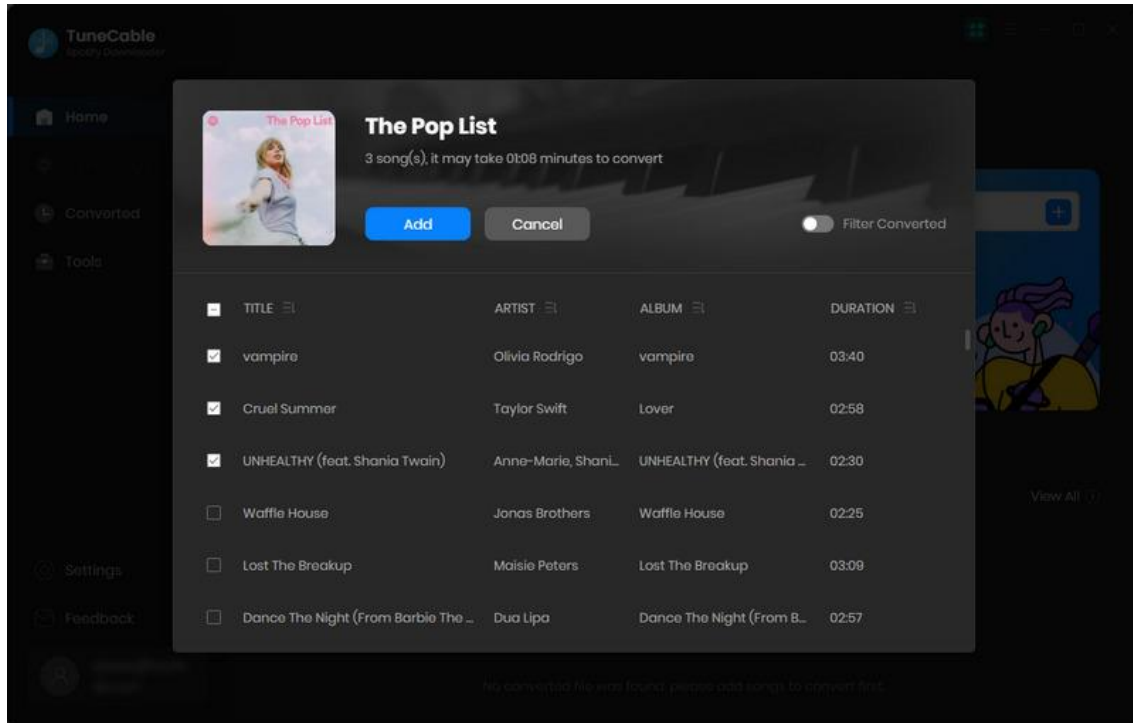 TuneCable
Spotify Downloader
Home
Converted
Tools
Settings
Feedback
The Pop List
The Pop List
3 song(s), it may take 01:08 minutes to convert
Add
Cancel
Filter Converted
TITLE ARTIST ALBUM DURATION
vampire Olivia Rodrigo vampire 03:40
Cruel Summer Taylor Swift Lover 02:58
UNHEALTHY (feat. Shania Twain) Anne-Marie, Shani... UNHEALTHY (feat. Shania ... 02:30
Waffle House Jonas Brothers Waffle House 02:25
Lost The Breakup Maisie Peters Lost The Breakup 03:09
Dance The Night (From Barbie The ... Dua Lipa Dance The Night (From B... 02:57
View All
No converted file was found, please add songs to convert first.